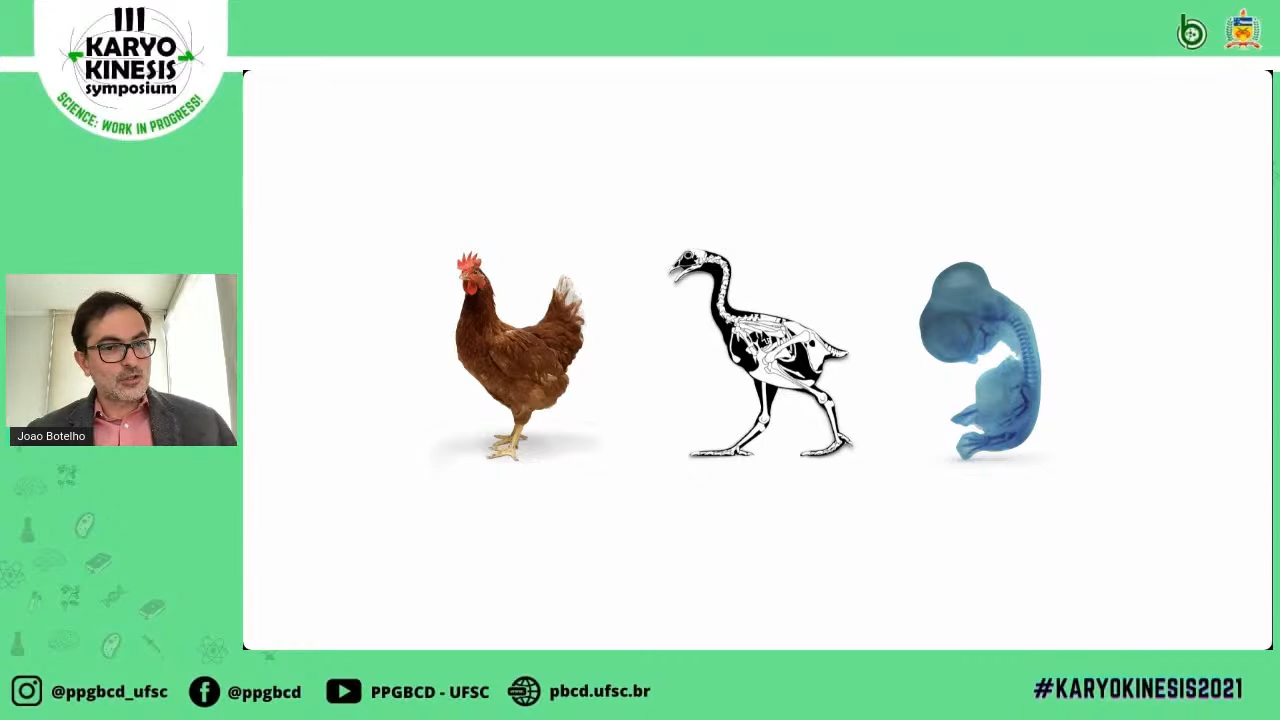 III
KARYO
KINESIS
symposium
SCIENCE: WORK IN PROGRESS!
Joao Botelho
@ppgbcd_ufsc
@ppgbcd
PPGBCD - UFSC
pbcd.ufsc.br
#KARYOKINESIS2021